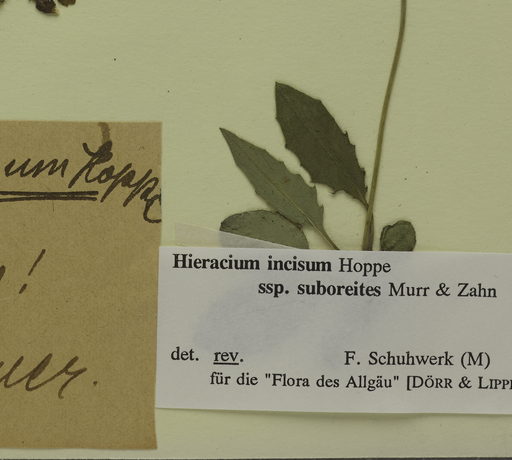 um Hoppe
!
Hieracium incisum Hoppe
ssp. suboreites Murr & Zahn
det. rev. F. Schuhwerk (M)
für die "Flora des Allgäu" [DÖRR & LIPP